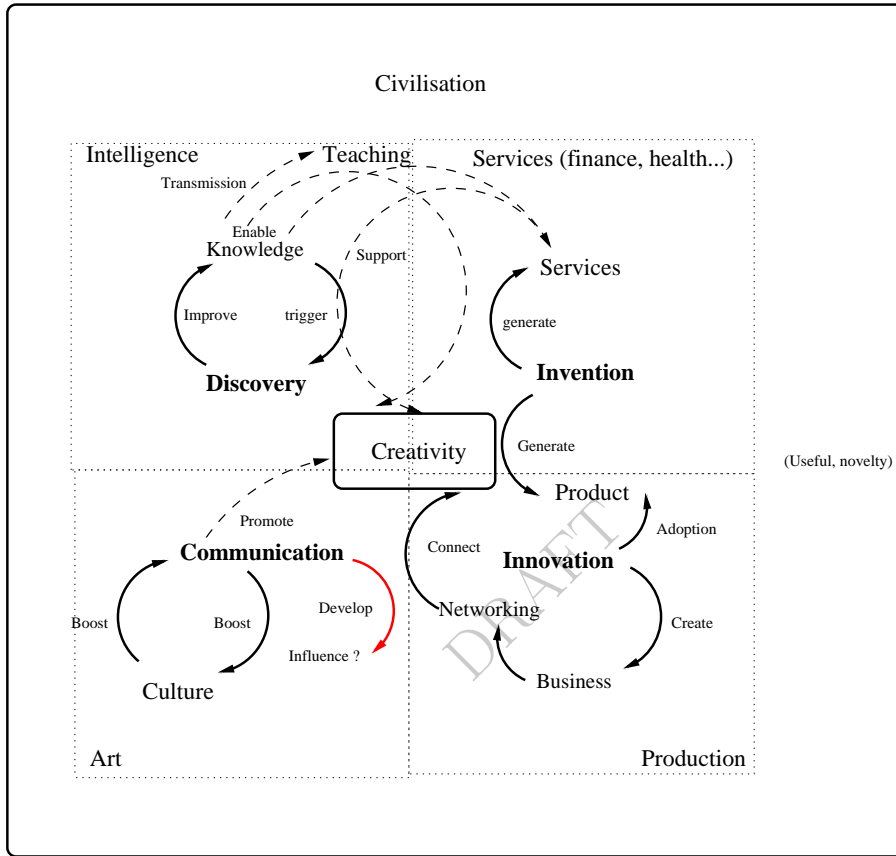 Civilisation
Intelligence
Teaching
Services (finance, health...)
Transmission
Enable
Knowledge
Support
Services
Improve
trigger
generate
Discovery
Invention
Creativity
Generate
(Useful, novelty)
Product
Promote
Adoption
Communication
Connect
Innovation
DRAFT
Boost
Boost
Develop
Networking
Create
Influence ?
Culture
Business
Art
Production